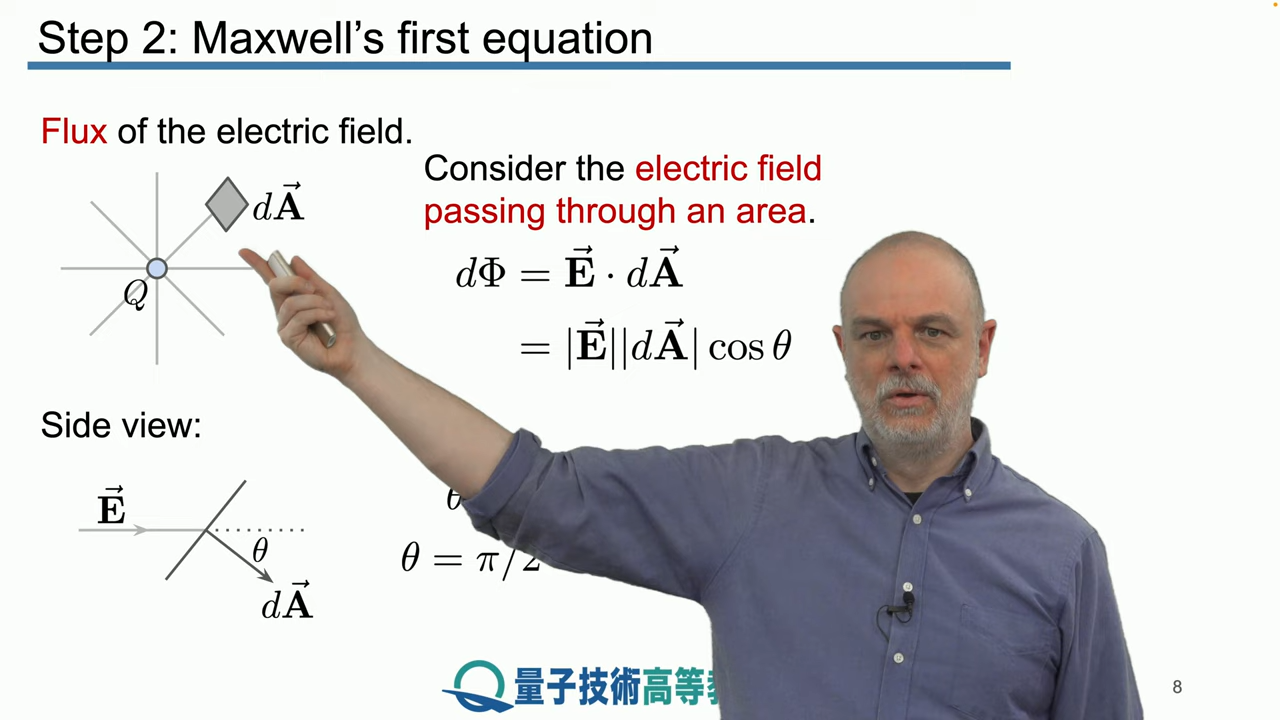 Step 2: Maxwell's first equation
Flux of the electric field.
Consider the electric field
passing through an area.
dA⃗
Q
dΦ = E⃗ · dA⃗
= |E⃗||dA⃗| cos θ
Side view:
E⃗
θ
dA⃗
θ
θ = π/2
量子技術高等
8